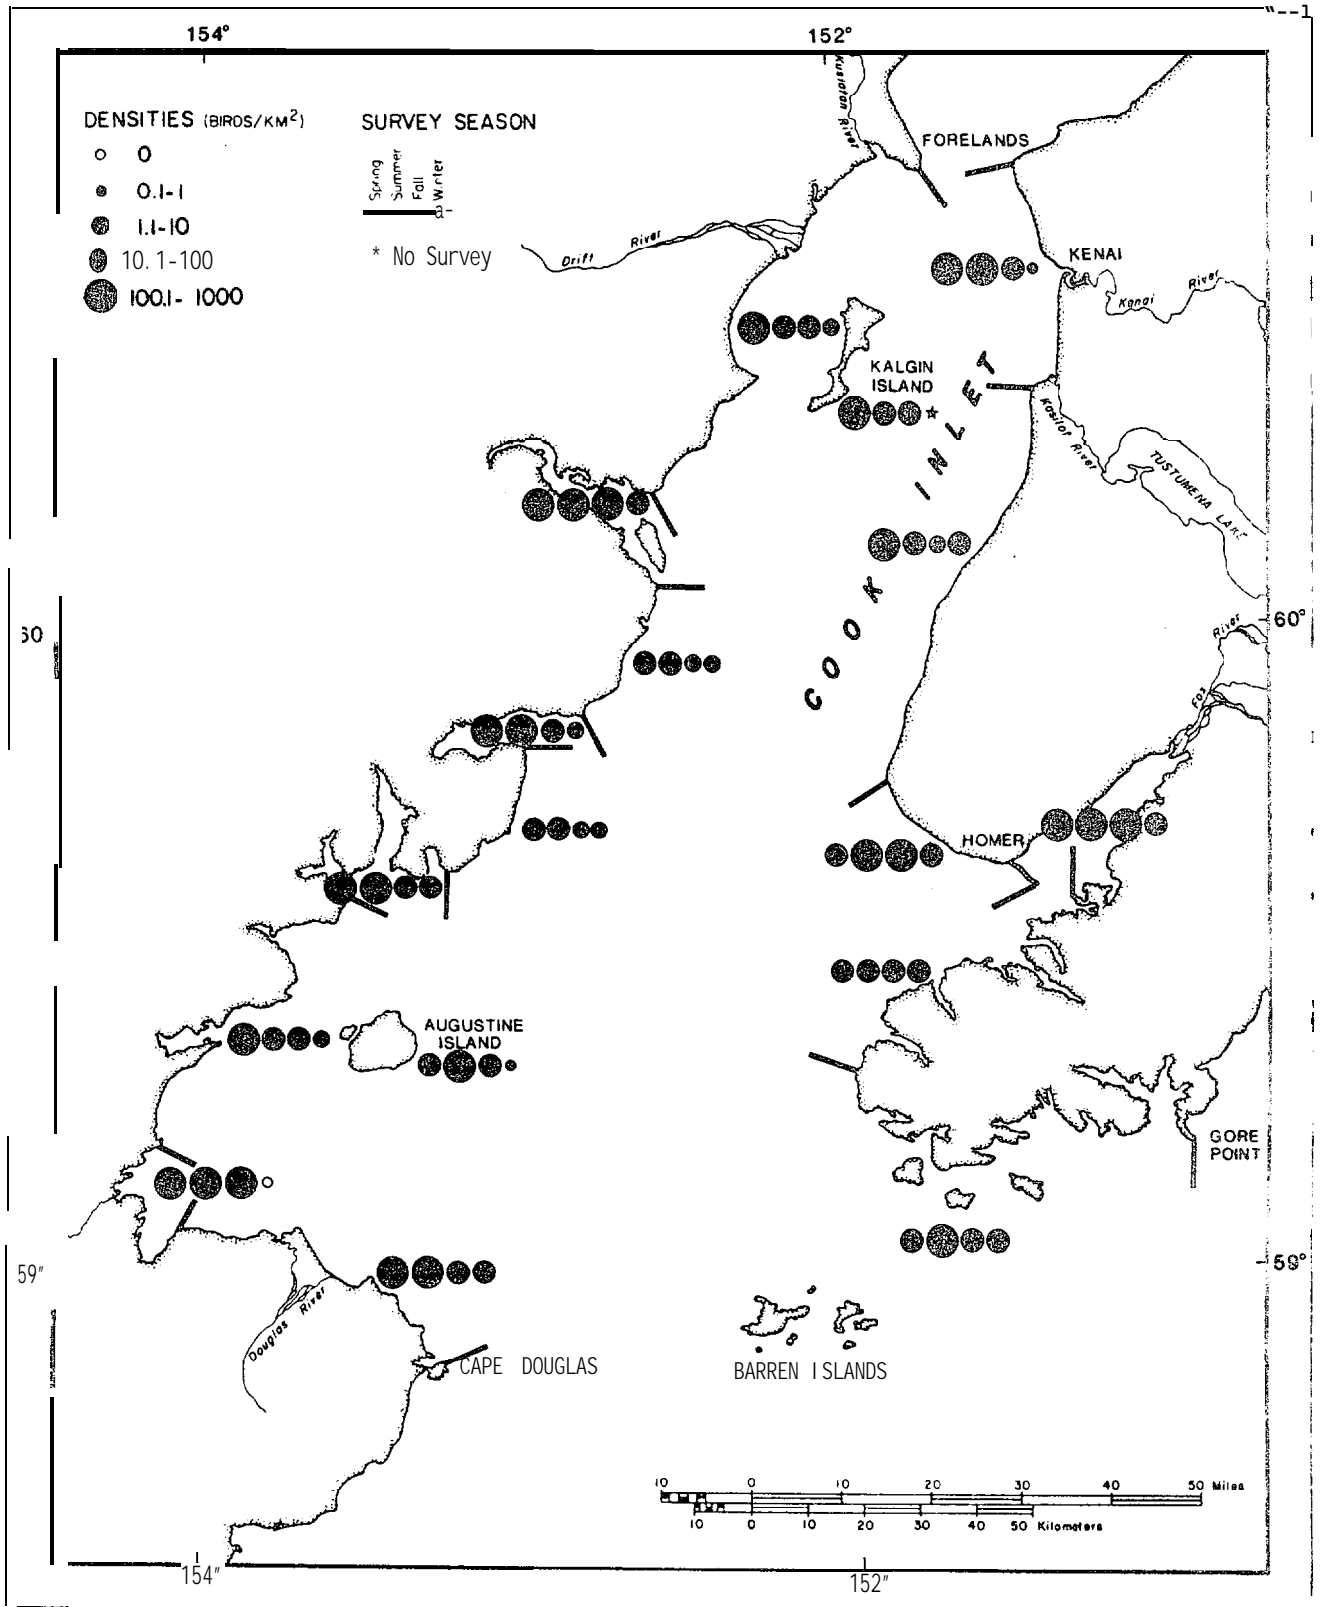 "--1
154°
152°
DENSITIES (BIRDS/KM²)
0
0.1-1
1.1-10
10.1-100
100.1- 1000
SURVEY SEASON
Spring
Summer
Fall
Winter
a-
* No Survey
Kustatan River
FORELANDS
Drift River
KENAI
Kenai River
KALGIN
ISLAND
COOK INLET
Kasilof River
TUSTUMENA LAKE
60°
Fox River
HOMER
AUGUSTINE
ISLAND
GORE
POINT
59"
59°
Douglas River
CAPE DOUGLAS
BARREN ISLANDS
10 0 10 20 30 40 50 Miles
10 0 10 20 30 40 50 Kilometers
154"
152"